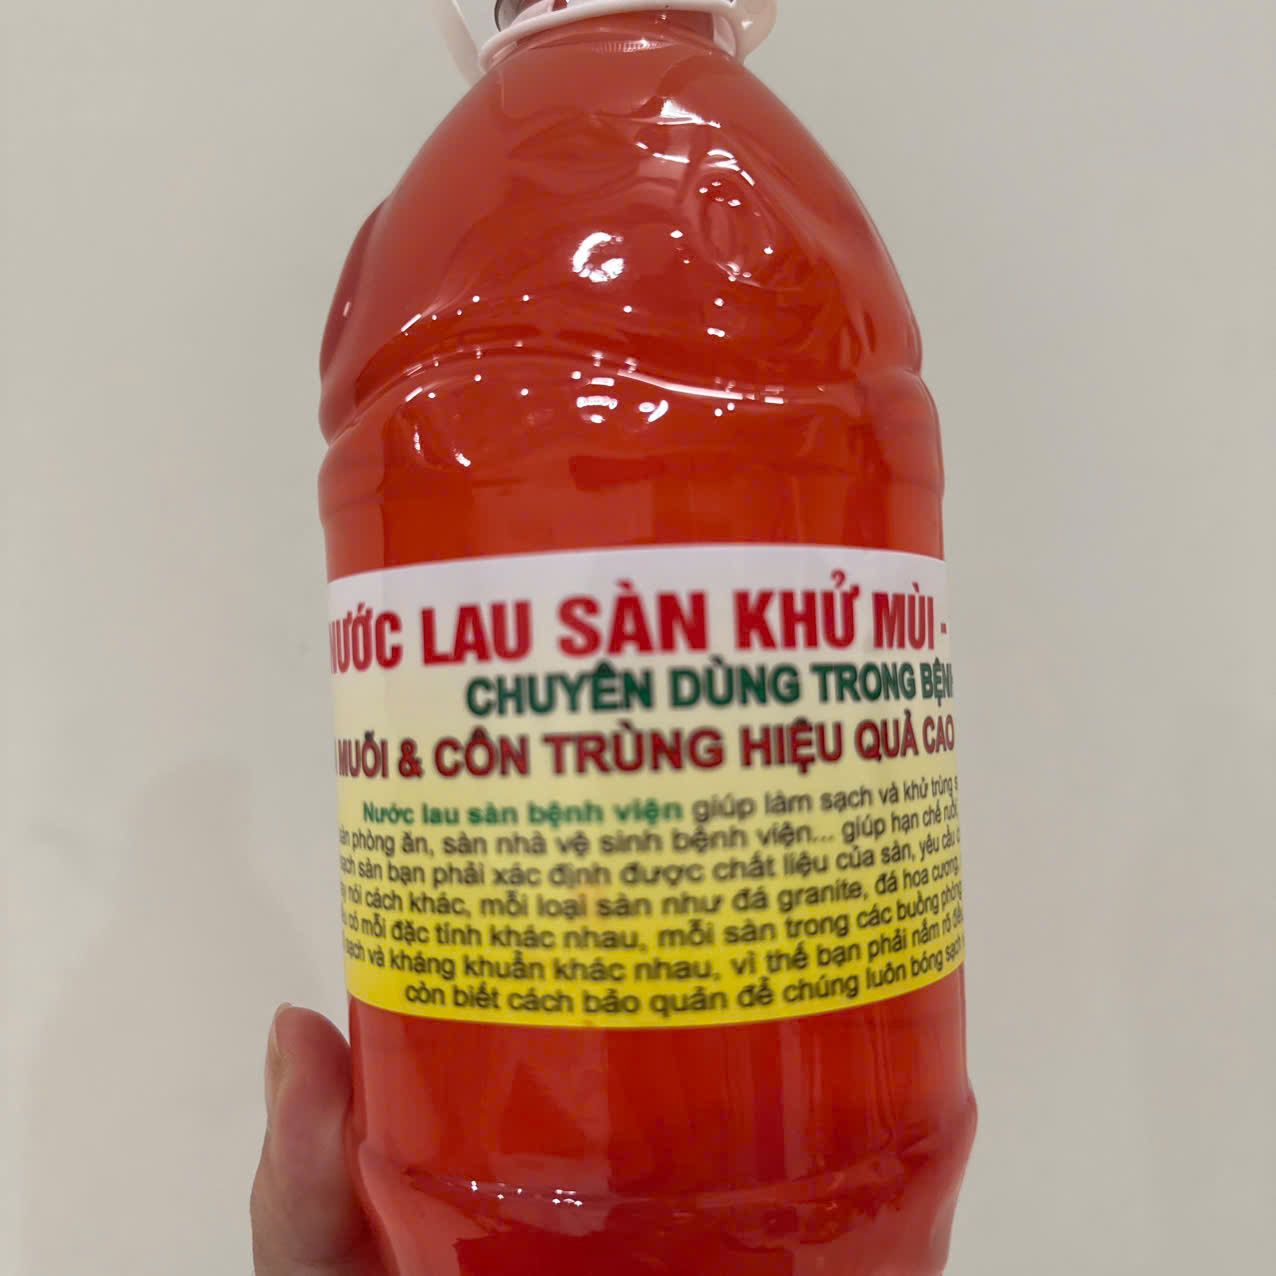 NƯỚC LAU SÀN KHỬ MÙI -
CHUYÊN DÙNG TRONG BỆNH
MUỖI & CÔN TRÙNG HIỆU QUẢ CAO
Nước lau sàn bệnh viện giúp làm sạch và khử trùng
phòng ăn, sàn nhà vệ sinh bệnh viện... giúp hạn chế ruồi,
sạch sàn bạn phải xác định được chất liệu của sàn, yêu cầu
nói cách khác, mỗi loại sàn như đá granite, đá hoa cương,
có mỗi đặc tính khác nhau, mỗi sàn trong các buồng phòng
sạch và kháng khuẩn khác nhau, vì thế bạn phải nắm rõ
còn biết cách bảo quản để chúng luôn bóng sạch